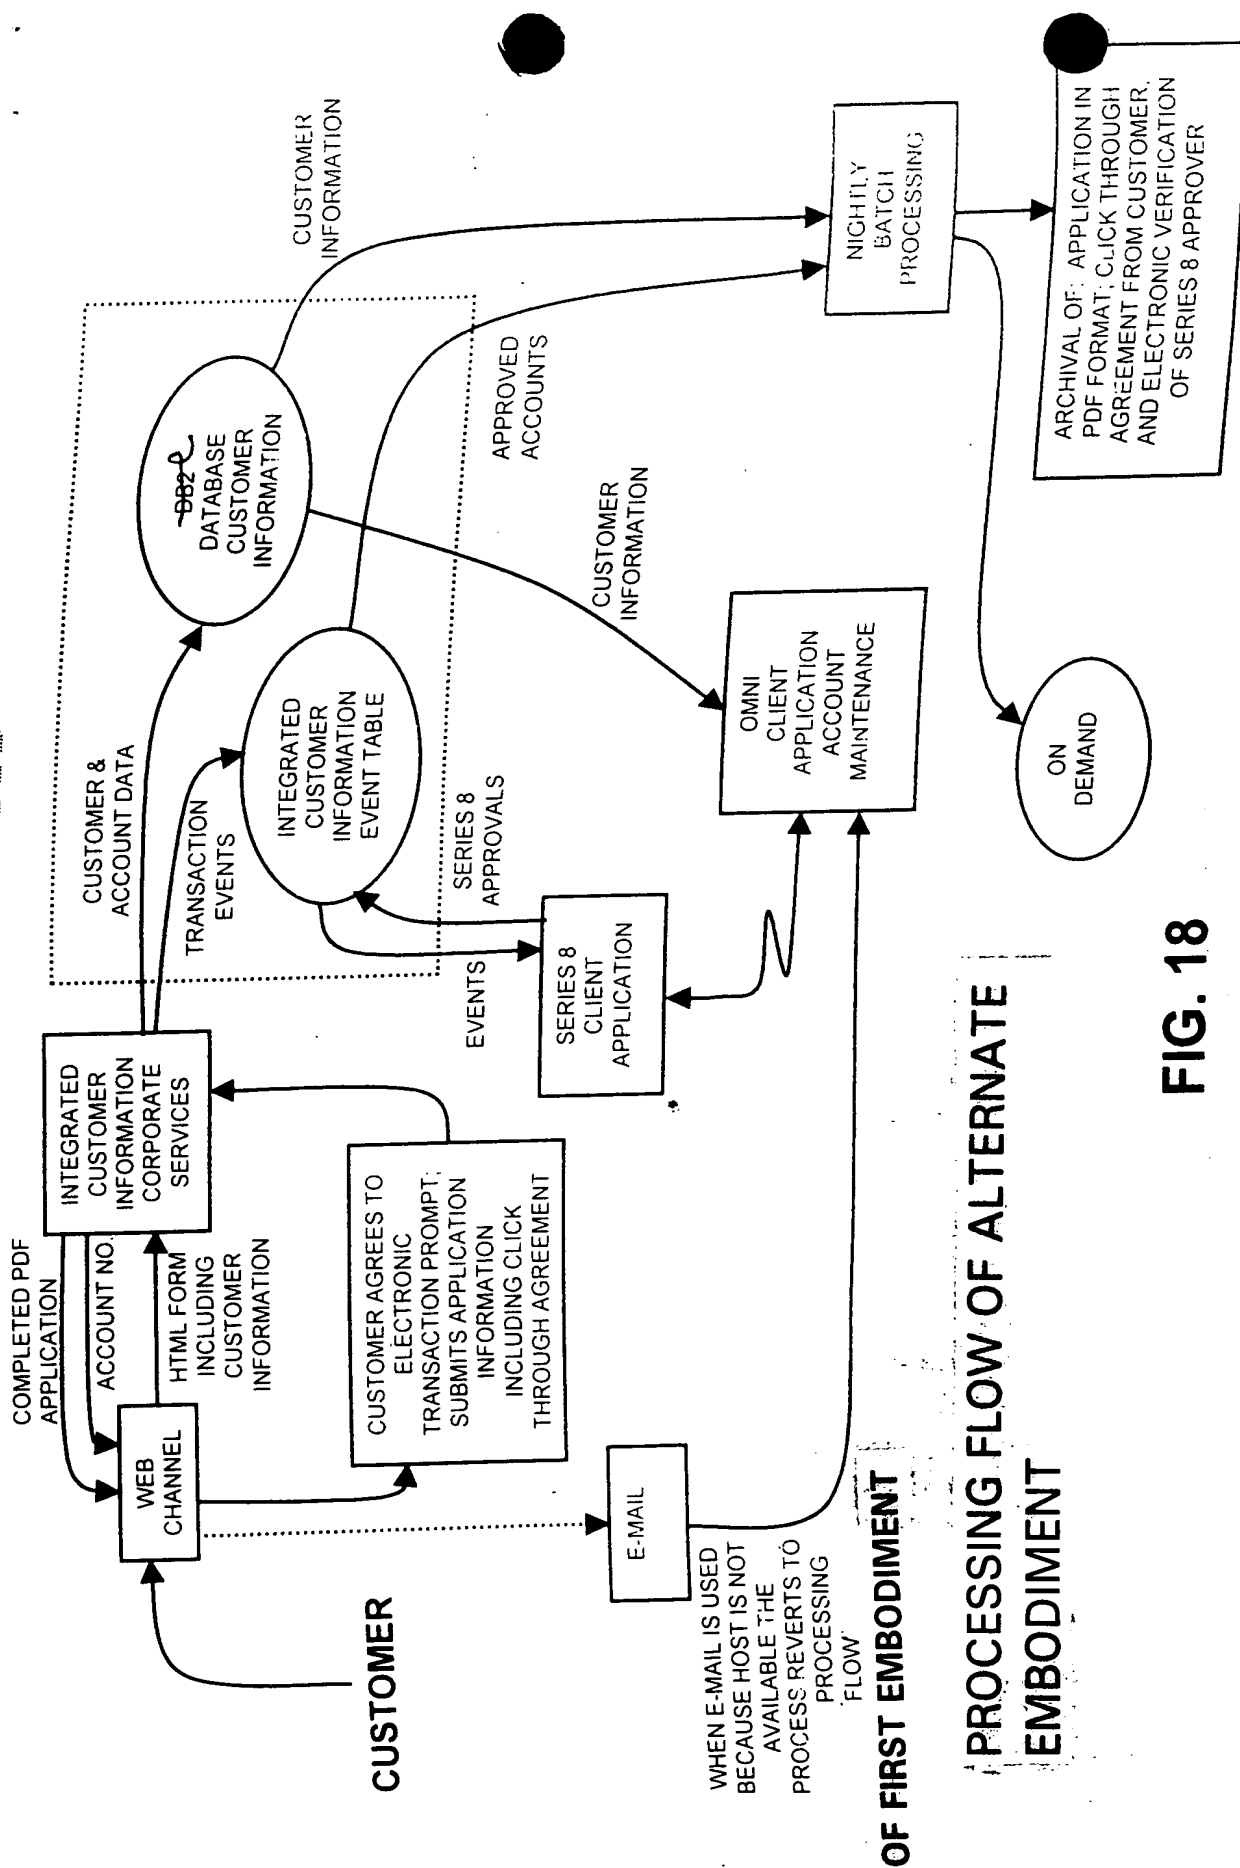 COMPLETED PDF
APPLICATION
ACCOUNT NO.
HTML FORM
INCLUDING
CUSTOMER
INFORMATION
WEB
CHANNEL
CUSTOMER
INTEGRATED
CUSTOMER
INFORMATION
CORPORATE
SERVICES
CUSTOMER AGREES TO
ELECTRONIC
TRANSACTION PROMPT;
SUBMITS APPLICATION
INFORMATION
INCLUDING CLICK
THROUGH AGREEMENT
E-MAIL
WHEN E-MAIL IS USED
BECAUSE HOST IS NOT
AVAILABLE THE
PROCESS REVERTS TO
PROCESSING
FLOW
OF FIRST EMBODIMENT
CUSTOMER &
ACCOUNT DATA
TRANSACTION
EVENTS
DB2
DATABASE
CUSTOMER
INFORMATION
INTEGRATED
CUSTOMER
INFORMATION
EVENT TABLE
EVENTS
SERIES 8
APPROVALS
SERIES 8
CLIENT
APPLICATION
CUSTOMER
INFORMATION
APPROVED
ACCOUNTS
CUSTOMER
INFORMATION
OMNI
CLIENT
APPLICATION
ACCOUNT
MAINTENANCE
NIGHTLY
BATCH
PROCESSING
ON
DEMAND
ARCHIVAL OF: APPLICATION IN
PDF FORMAT; CLICK THROUGH
AGREEMENT FROM CUSTOMER,
AND ELECTRONIC VERIFICATION
OF SERIES 8 APPROVER
PROCESSING FLOW OF ALTERNATE
EMBODIMENT
FIG. 18